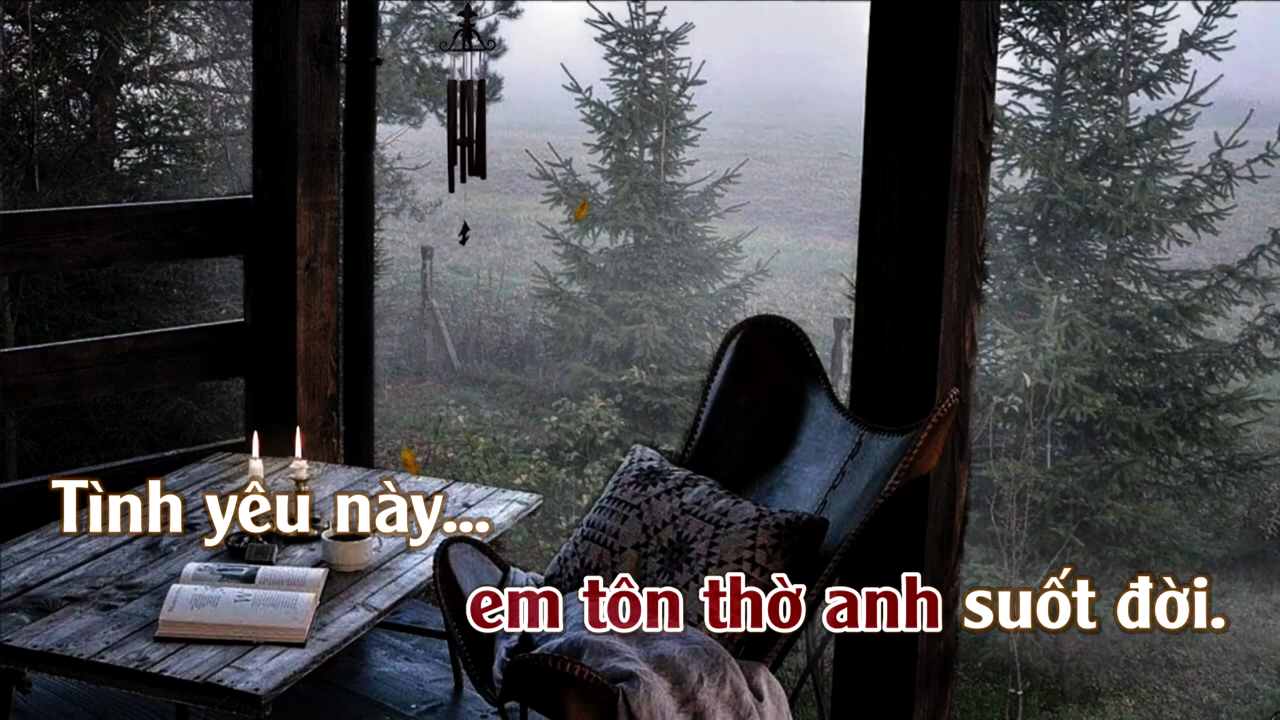 Tình yêu này...
em tôn thờ anh suốt đời.